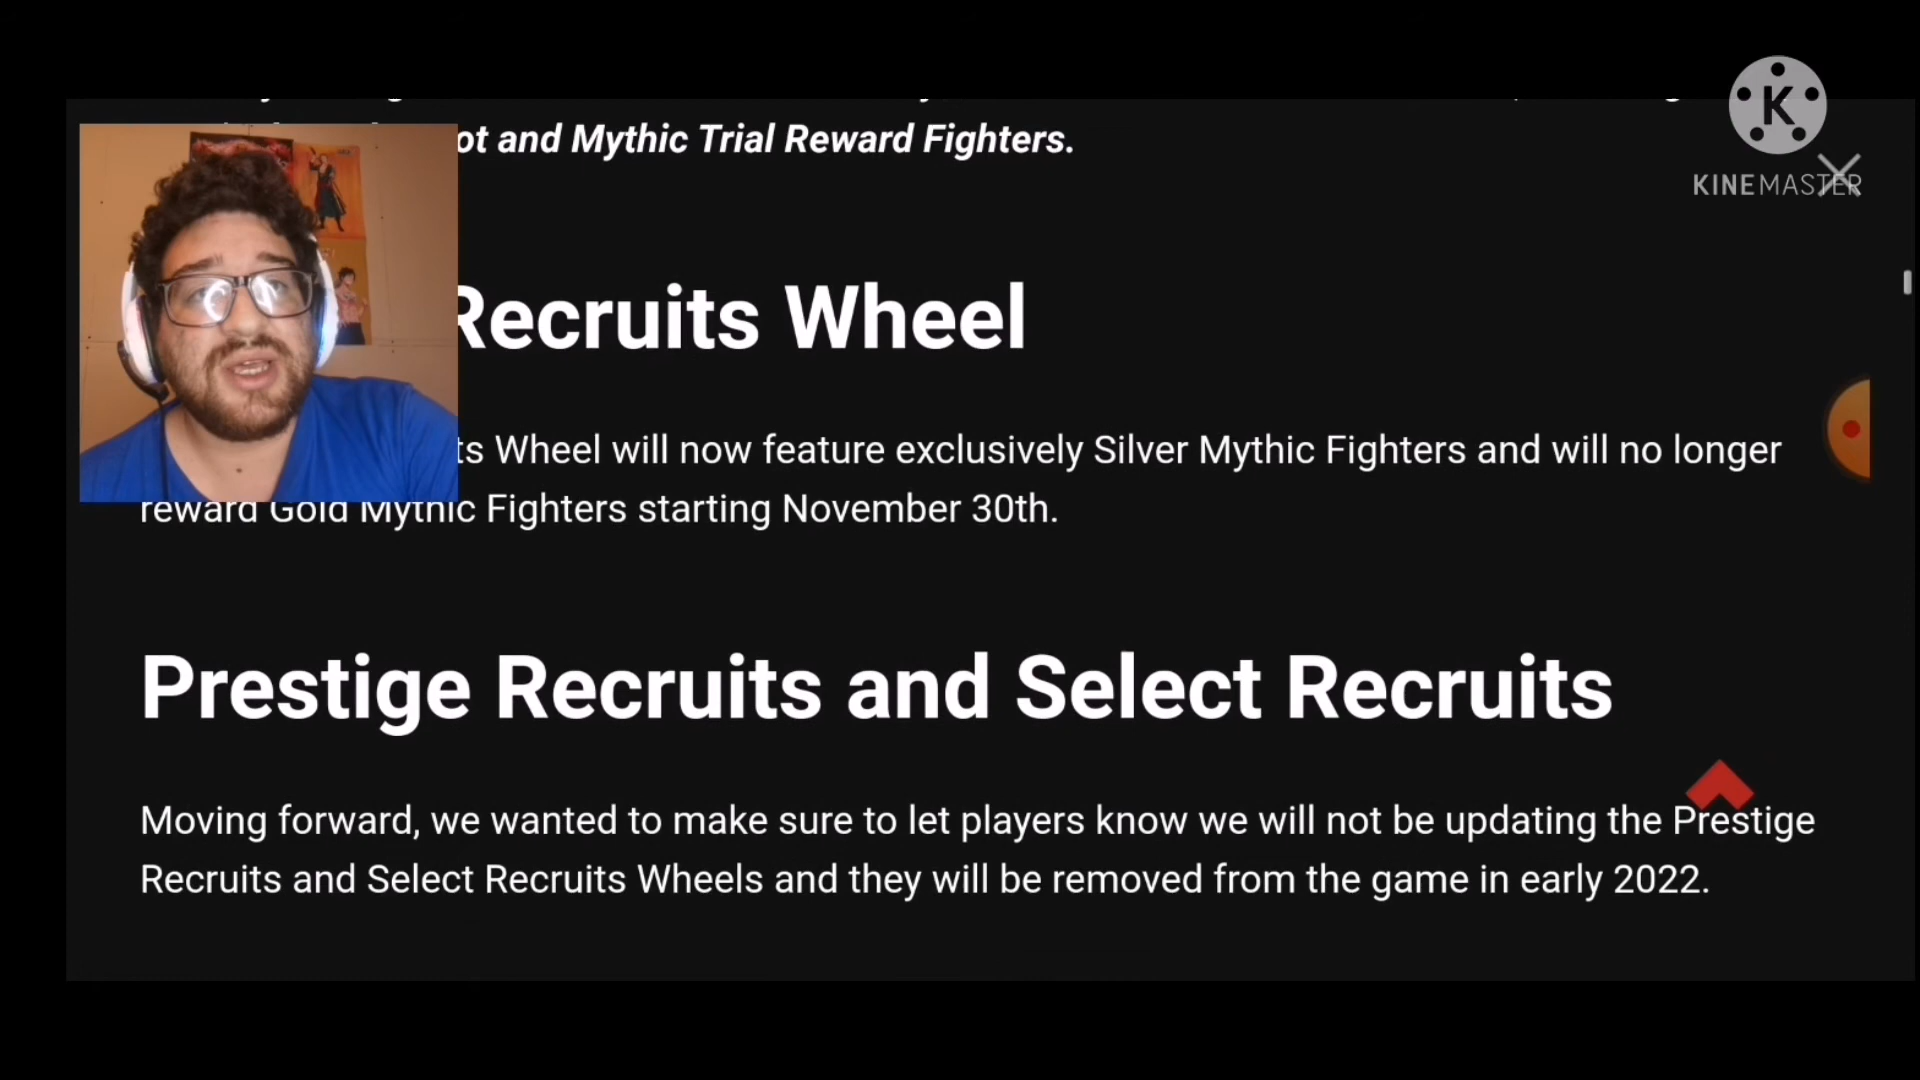 ot and Mythic Trial Reward Fighters.
KINEMASTER
Recruits Wheel
ts Wheel will now feature exclusively Silver Mythic Fighters and will no longer
reward Gold Mythic Fighters starting November 30th.
Prestige Recruits and Select Recruits
Moving forward, we wanted to make sure to let players know we will not be updating the Prestige
Recruits and Select Recruits Wheels and they will be removed from the game in early 2022.